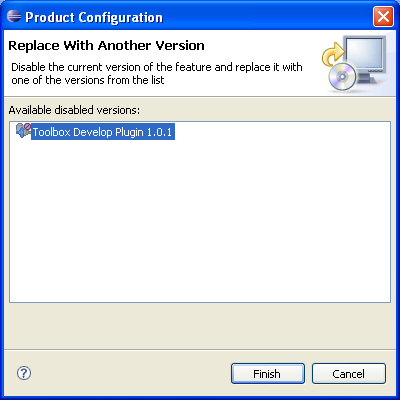 Product Configuration
Replace With Another Version
Disable the current version of the feature and replace it with
one of the versions from the list
Available disabled versions:
Toolbox Develop Plugin 1.0.1
?
Finish
Cancel